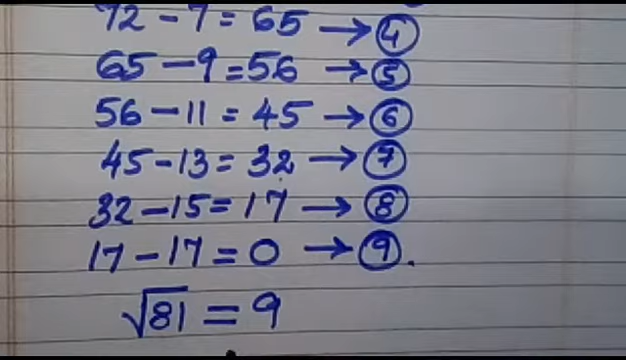 72 - 7 = 65 → ④
65 - 9 = 56 → ⑤
56 - 11 = 45 → ⑥
45 - 13 = 32 → ⑦
32 - 15 = 17 → ⑧
17 - 17 = 0 → ⑨.
√81 = 9